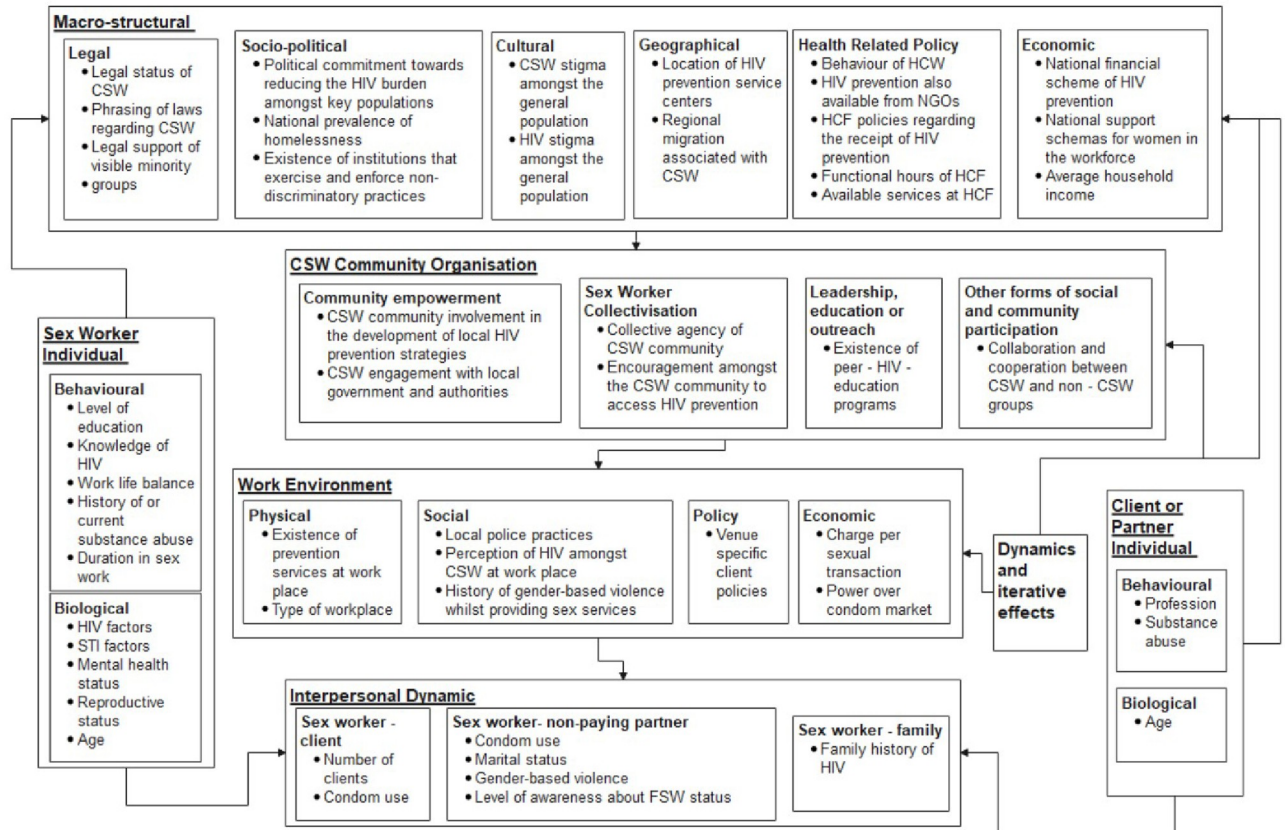 Macro-structural
Legal
• Legal status of
CSW
• Phrasing of laws
regarding CSW
• Legal support of
visible minority
• groups
Socio-political
• Political commitment towards
reducing the HIV burden
amongst key populations
• National prevalence of
homelessness
• Existence of institutions that
exercise and enforce non-
discriminatory practices
Cultural
• CSW stigma
amongst the
general
population
• HIV stigma
amongst the
general
population
Geographical
• Location of HIV
prevention service
centers
• Regional
migration
associated with
CSW
Health Related Policy
• Behaviour of HCW
• HIV prevention also
available from NGOs
• HCF policies regarding
the receipt of HIV
prevention
• Functional hours of HCF
• Available services at HCF
Economic
• National financial
scheme of HIV
prevention
• National support
schemas for women in
the workforce
• Average household
income
CSW Community Organisation
Community empowerment
• CSW community involvement in
the development of local HIV
prevention strategies
• CSW engagement with local
government and authorities
Sex Worker
Collectivisation
• Collective agency of
CSW community
• Encouragement amongst
the CSW community to
access HIV prevention
Leadership,
education or
outreach
• Existence of
peer - HIV -
education
programs
Other forms of social
and community
participation
• Collaboration and
cooperation between
CSW and non - CSW
groups
Sex Worker
Individual
Behavioural
• Level of
education
• Knowledge of
HIV
• Work life balance
• History of or
current
substance abuse
• Duration in sex
work
Biological
• HIV factors
• STI factors
• Mental health
status
• Reproductive
status
• Age
Work Environment
Physical
• Existence of
prevention
services at work
place
• Type of workplace
Social
• Local police practices
• Perception of HIV amongst
CSW at work place
• History of gender-based violence
whilst providing sex services
Policy
• Venue
specific
client
policies
Economic
• Charge per
sexual
transaction
• Power over
condom market
Dynamics
and
iterative
effects
Client or
Partner
Individual
Behavioural
• Profession
• Substance
abuse
Biological
• Age
Interpersonal Dynamic
Sex worker -
client
• Number of
clients
• Condom use
Sex worker- non-paying partner
• Condom use
• Marital status
• Gender-based violence
• Level of awareness about FSW status
Sex worker - family
• Family history of
HIV